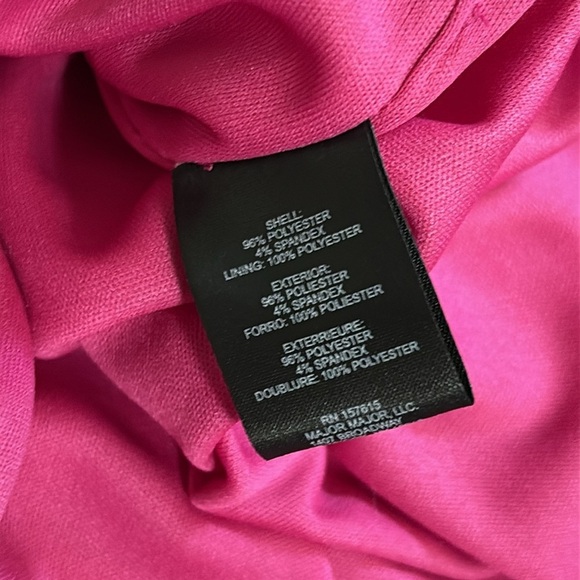 SHELL:
96% POLYESTER
4% SPANDEX
LINING: 100% POLYESTER
EXTERIOR:
96% POLIESTER
4% SPANDEX
FORRO: 100% POLIESTER
EXTERRIEURE:
96% POLYESTER
4% SPANDEX
DOUBLURE: 100% POLYESTER
RN 157615
MAJOR MAJOR, LLC.
1407 BROADWAY